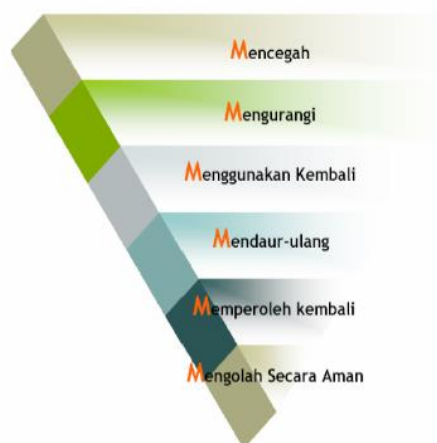 Mencegah
Mengurangi
Menggunakan Kembali
Mendaur-ulang
Memperoleh kembali
Mengolah Secara Aman